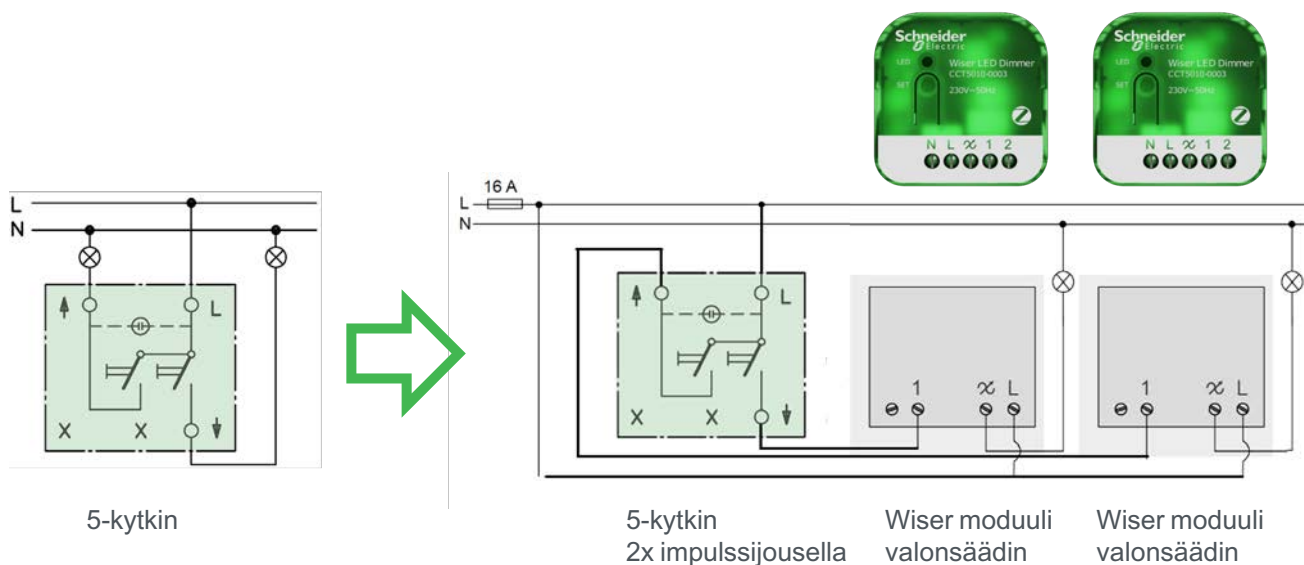 Schneider
Electric
LED
Wiser LED Dimmer
CCT5010-0003
SET
230V~50Hz
N L 1 2
Schneider
Electric
LED
Wiser LED Dimmer
CCT5010-0003
SET
230V~50Hz
N L 1 2
L
N
L
X X
5-kytkin
16 A
L
N
L
X X
5-kytkin
2x impulssijousella
1 L
Wiser moduuli
valonsäädin
1 L
Wiser moduuli
valonsäädin